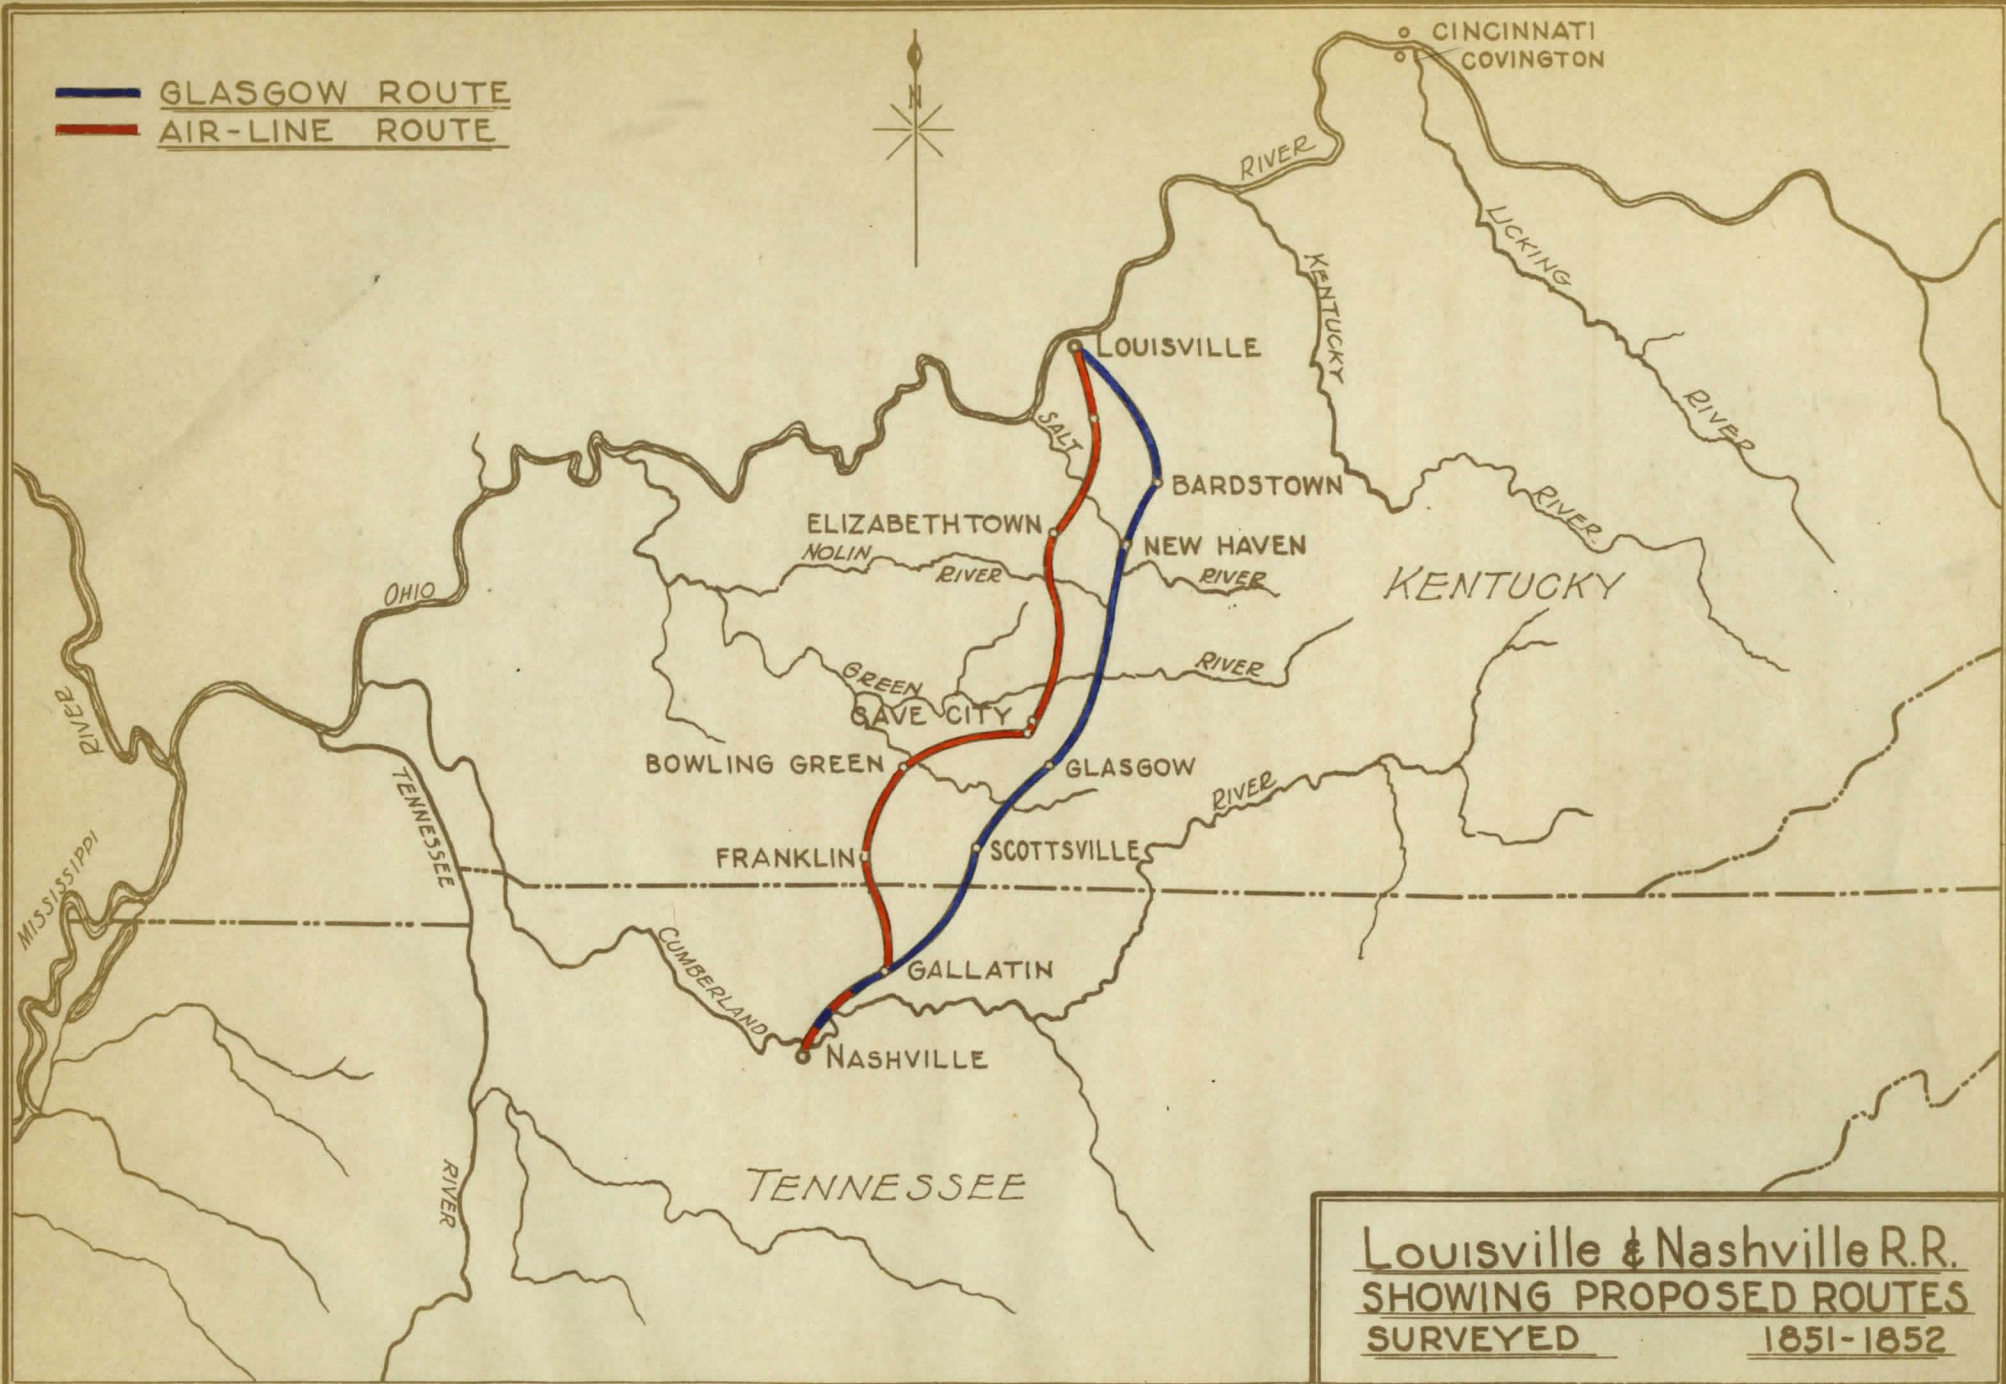 GLASGOW ROUTE
AIR-LINE ROUTE
N
CINCINNATI
COVINGTON
RIVER
LICKING
RIVER
KENTUCKY
RIVER
LOUISVILLE
SALT
RIVER
BARDSTOWN
ELIZABETHTOWN
NEW HAVEN
NOLIN
RIVER
KENTUCKY
OHIO
GREEN
RIVER
CAVE CITY
BOWLING GREEN
GLASGOW
RIVER
MISSISSIPPI
TENNESSEE
RIVER
FRANKLIN
SCOTTSVILLE
CUMBERLAND
RIVER
GALLATIN
NASHVILLE
TENNESSEE
Louisville & Nashville R.R.
SHOWING PROPOSED ROUTES
SURVEYED 1851-1852